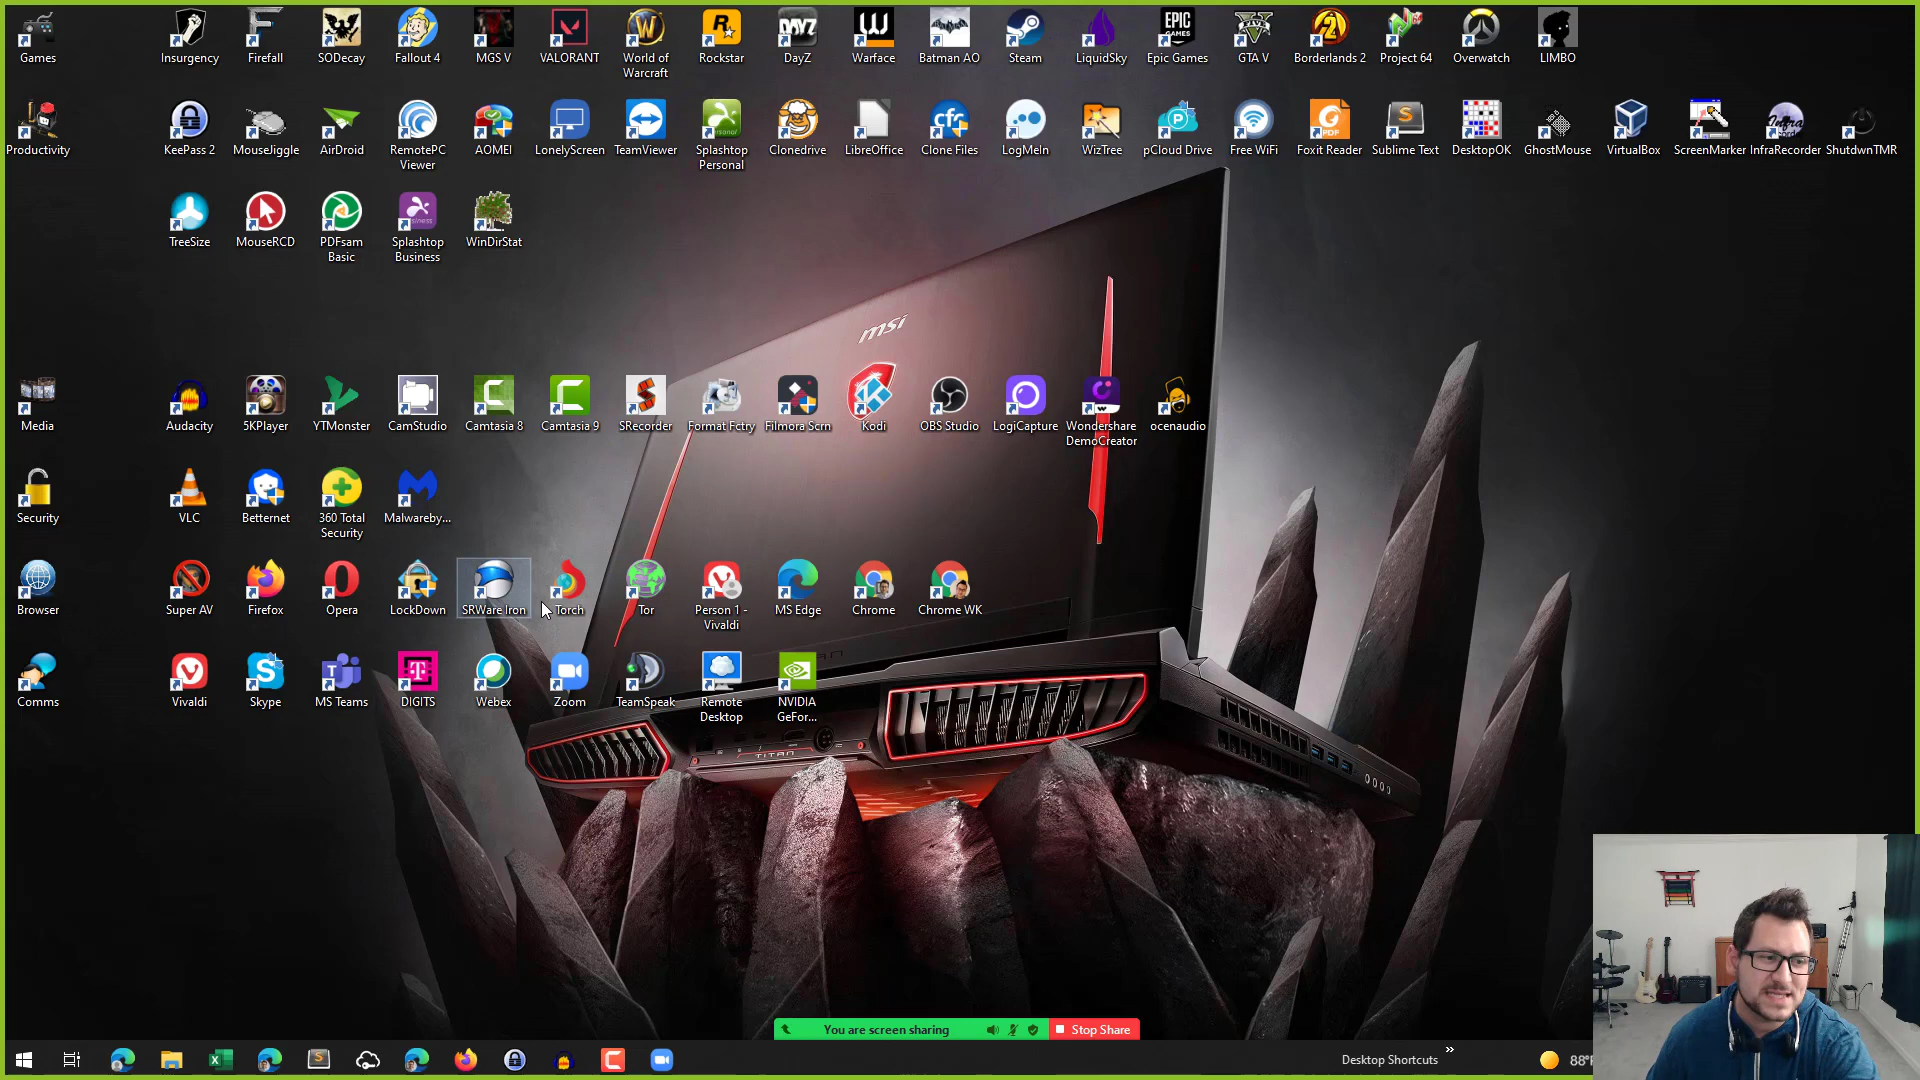 Games
Insurgency
Firefall
SODecay
Fallout 4
MGS V
VALORANT
World of
Warcraft
Rockstar
DayZ
Warface
Batman AO
Steam
LiquidSky
Epic Games
GTA V
Borderlands 2
Project 64
Overwatch
LIMBO
Productivity
KeePass 2
MouseJiggle
AirDroid
RemotePC
Viewer
AOMEI
LonelyScreen
TeamViewer
Splashtop
Personal
Clonedrive
LibreOffice
Clone Files
LogMeIn
WizTree
pCloud Drive
Free WiFi
Foxit Reader
Sublime Text
DesktopOK
GhostMouse
VirtualBox
ScreenMarker
InfraRecorder
ShutdwnTMR
TreeSize
MouseRCD
PDFsam
Basic
Splashtop
Business
WinDirStat
msi
Media
Audacity
5KPlayer
YTMonster
CamStudio
Camtasia 8
Camtasia 9
SRecorder
Format Fctry
Filmora Scrn
Kodi
OBS Studio
LogiCapture
Wondershare
DemoCreator
ocenaudio
Security
VLC
Betternet
360 Total
Security
Malwareby...
Browser
Super AV
Firefox
Opera
LockDown
SRWare Iron
Torch
Tor
Person 1 -
Vivaldi
MS Edge
Chrome
Chrome WK
Comms
Vivaldi
Skype
MS Teams
DIGITS
Webex
Zoom
TeamSpeak
Remote
Desktop
NVIDIA
GeFor...
TITAN
You are screen sharing
Stop Share
Desktop Shortcuts
88°F